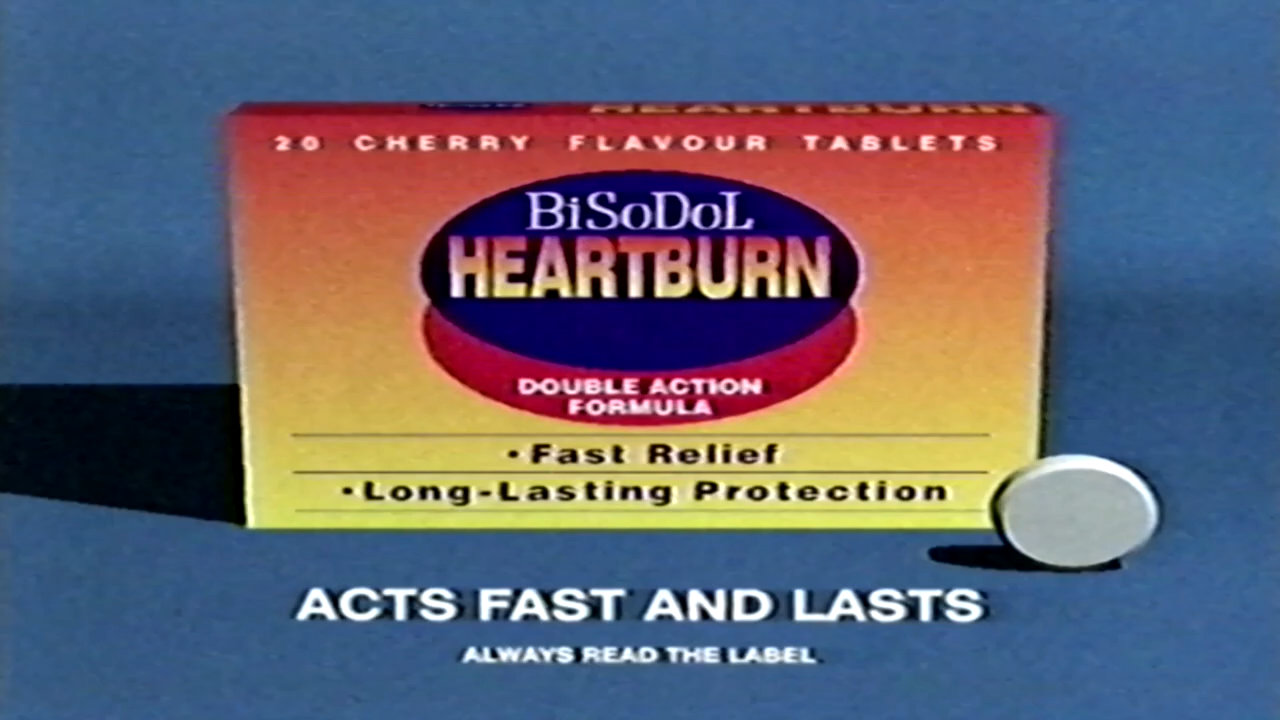 HEARTBURN
20 CHERRY FLAVOUR TABLETS
BiSoDoL
HEARTBURN
DOUBLE ACTION
FORMULA
•Fast Relief
•Long-Lasting Protection
ACTS FAST AND LASTS
ALWAYS READ THE LABEL